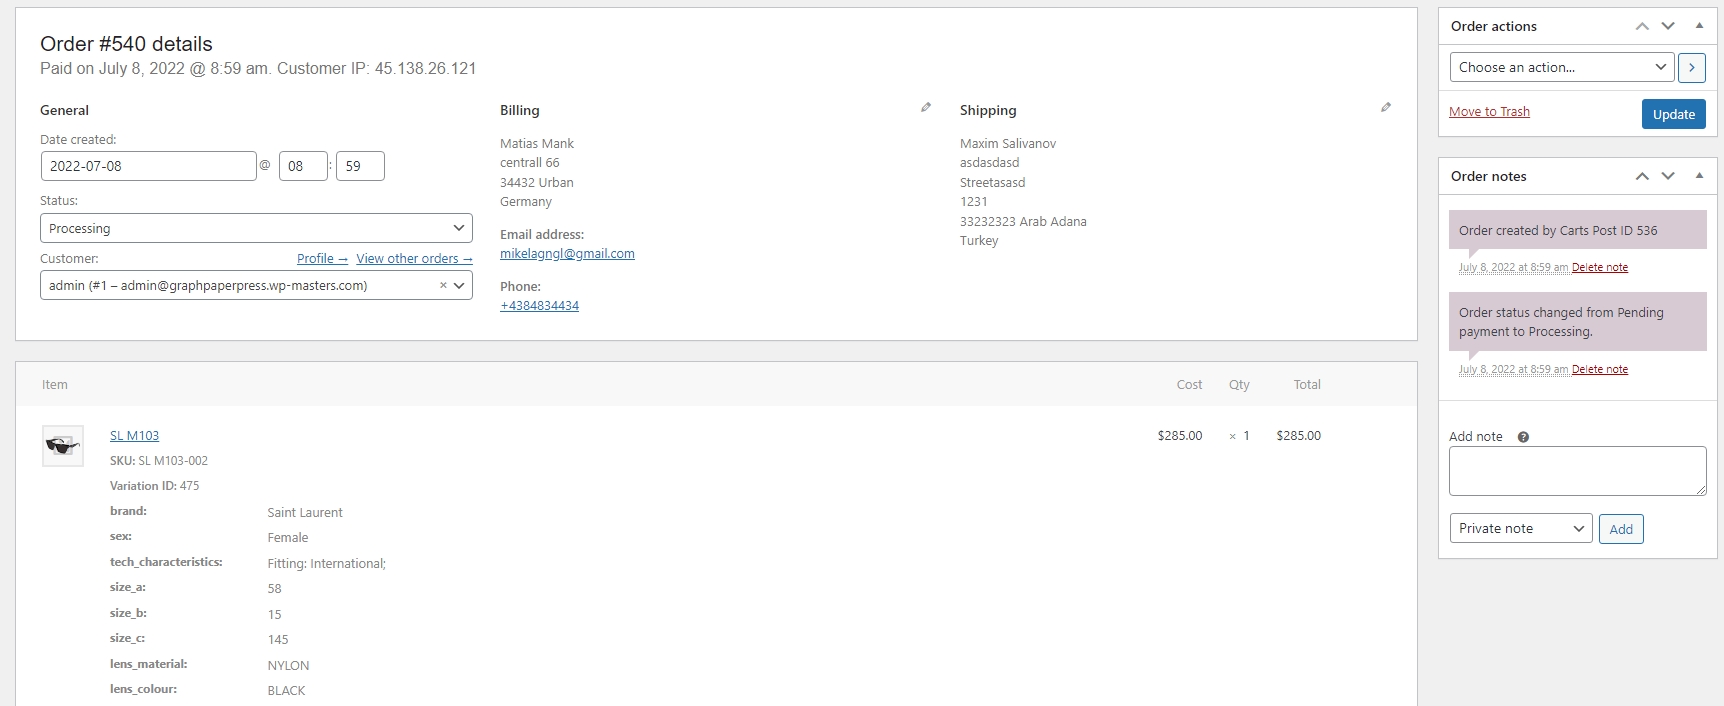 Order #540 details
Paid on July 8, 2022 @ 8:59 am. Customer IP: 45.138.26.121
General
Date created:
2022-07-08 @ 08 : 59
Status:
Processing
Customer: Profile → View other orders →
admin (#1 – admin@graphpaperpress.wp-masters.com) ×
Billing
Matias Mank
centrall 66
34432 Urban
Germany
Email address:
mikelagngl@gmail.com
Phone:
+4384834434
Shipping
Maxim Salivanov
asdasdasd
Streetasasd
1231
33232323 Arab Adana
Turkey
Item Cost Qty Total
SL M103 $285.00 × 1 $285.00
SKU: SL M103-002
Variation ID: 475
brand: Saint Laurent
sex: Female
tech_characteristics: Fitting: International;
size_a: 58
size_b: 15
size_c: 145
lens_material: NYLON
lens_colour: BLACK
Order actions
Choose an action...
Move to Trash Update
Order notes
Order created by Carts Post ID 536
July 8, 2022 at 8:59 am Delete note
Order status changed from Pending
payment to Processing.
July 8, 2022 at 8:59 am Delete note
Add note ?
Private note Add